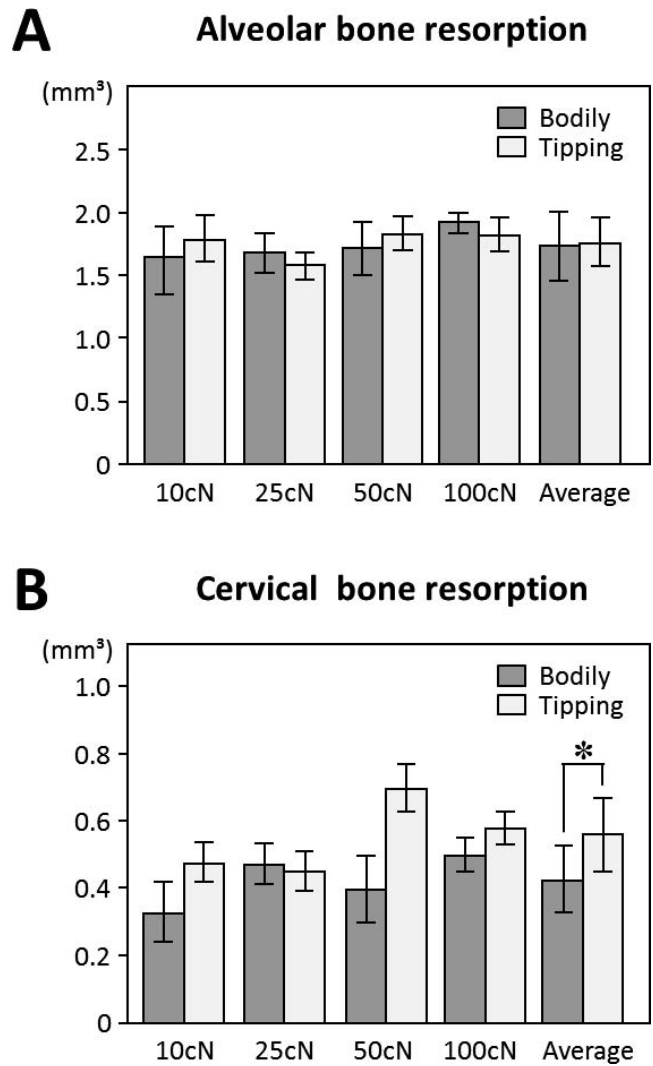 A Alveolar bone resorption
(mm³)
Bodily
Tipping
2.5
2.0
1.5
1.0
0.5
0
10cN 25cN 50cN 100cN Average
B Cervical bone resorption
(mm³)
Bodily
Tipping
1.0
0.8
*
0.6
0.4
0.2
0
10cN 25cN 50cN 100cN Average